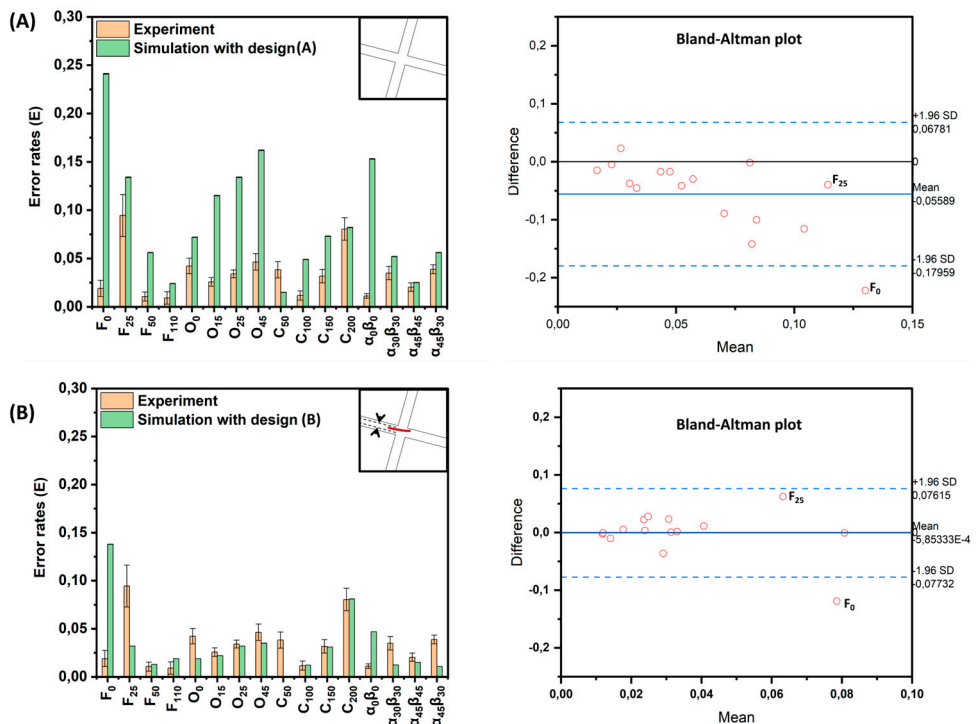 (A)
0,30
0,25
0,20
0,15
0,10
0,05
0,00
Error rates (E)
Experiment
Simulation with design(A)
F0 F25 F50 F110 O0 O15 O25 O45 C50 C100 C150 C200 α0β0 α30β30 α45β45 α45β30
Bland-Altman plot
0,2
0,1
0,0
-0,1
-0,2
Difference
+1.96 SD
0,06781
0
Mean
-0,05589
-1.96 SD
-0,17959
F25
F0
0,00 0,05 0,10 0,15
Mean
(B)
0,30
0,25
0,20
0,15
0,10
0,05
0,00
Error rates (E)
Experiment
Simulation with design (B)
F0 F25 F50 F110 O0 O15 O25 O45 C50 C100 C150 C200 α0β0 α30β30 α45β45 α45β30
Bland-Altman plot
0,2
0,1
0,0
-0,1
-0,2
Difference
+1.96 SD
0,07615
Mean
-5,85333E-4
-1.96 SD
-0,07732
F25
F0
0,00 0,02 0,04 0,06 0,08 0,10
Mean